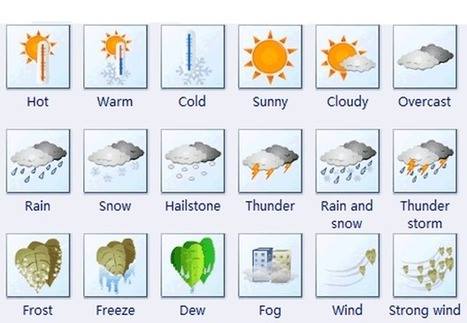 Hot Warm Cold Sunny Cloudy Overcast
Rain Snow Hailstone Thunder Rain and snow Thunder storm
Frost Freeze Dew Fog Wind Strong wind